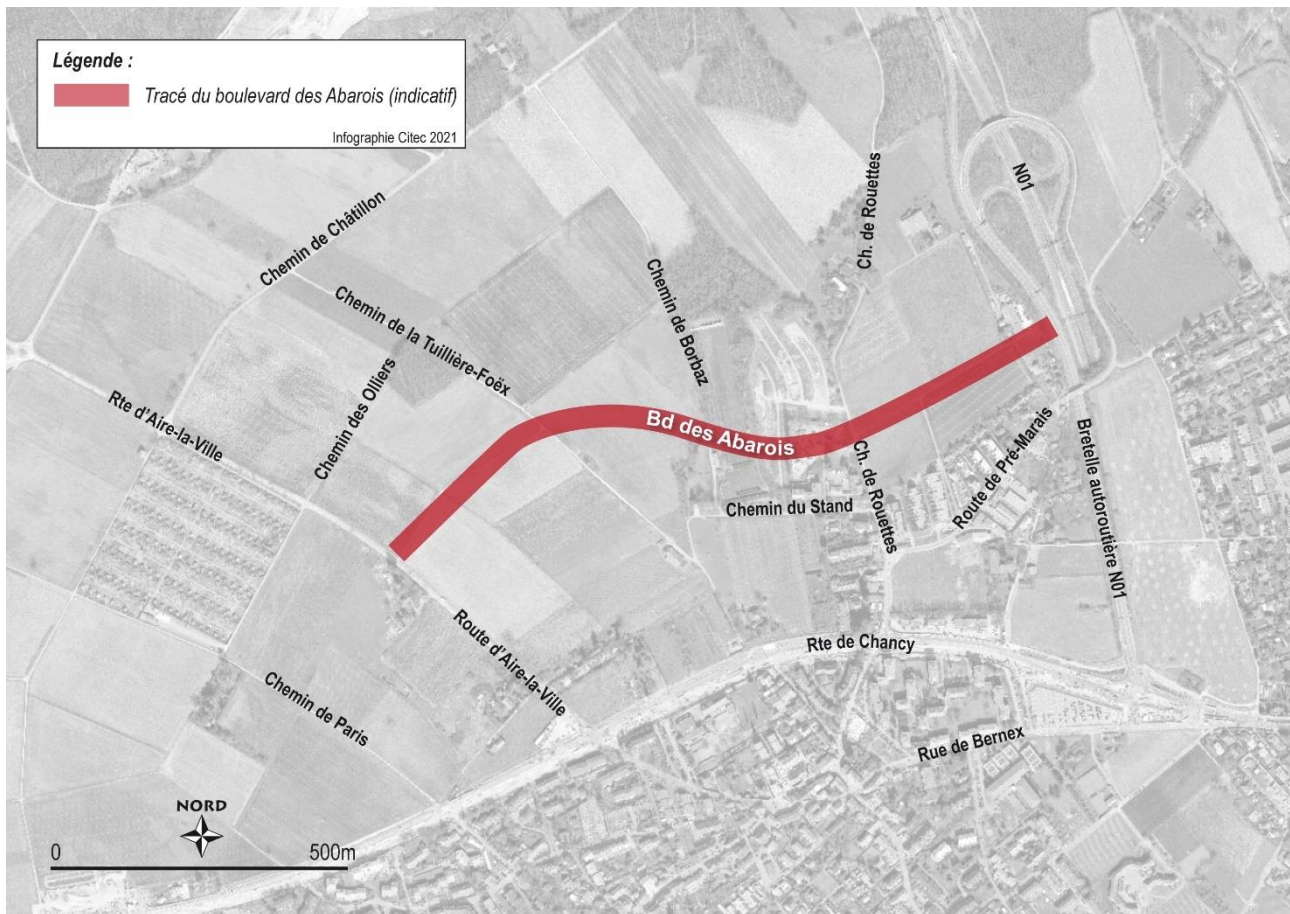 Légende :
Tracé du boulevard des Abarois (indicatif)
Infographie Citec 2021
N01
Ch. de Rouettes
Chemin de Châtillon
Chemin de la Tuillière-Foëx
Chemin de Borbaz
Chemin des Olliers
Rte d'Aire-la-Ville
Bd des Abarois
Ch. de Rouettes
Route de Pré-Marais
Bretelle autoroutière N01
Chemin du Stand
Route d'Aire-la-Ville
Rte de Chancy
Chemin de Paris
Rue de Bernex
NORD
0 500m